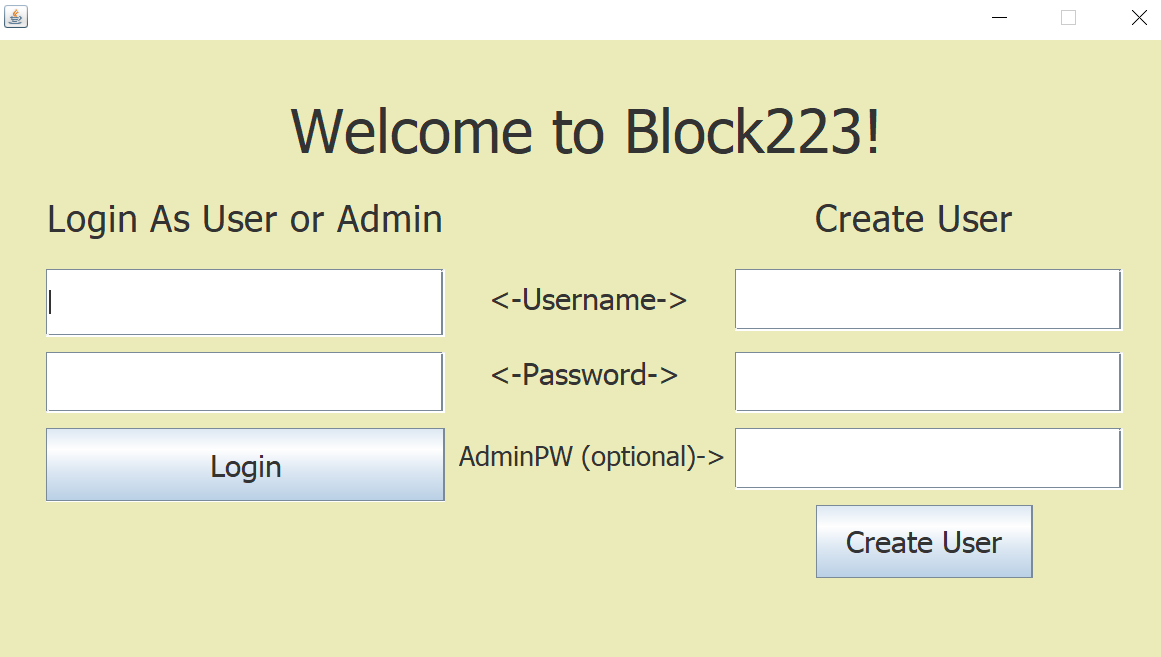 Welcome to Block223!
Login As User or Admin
Create User
<-Username->
<-Password->
Login
AdminPW (optional)->
Create User